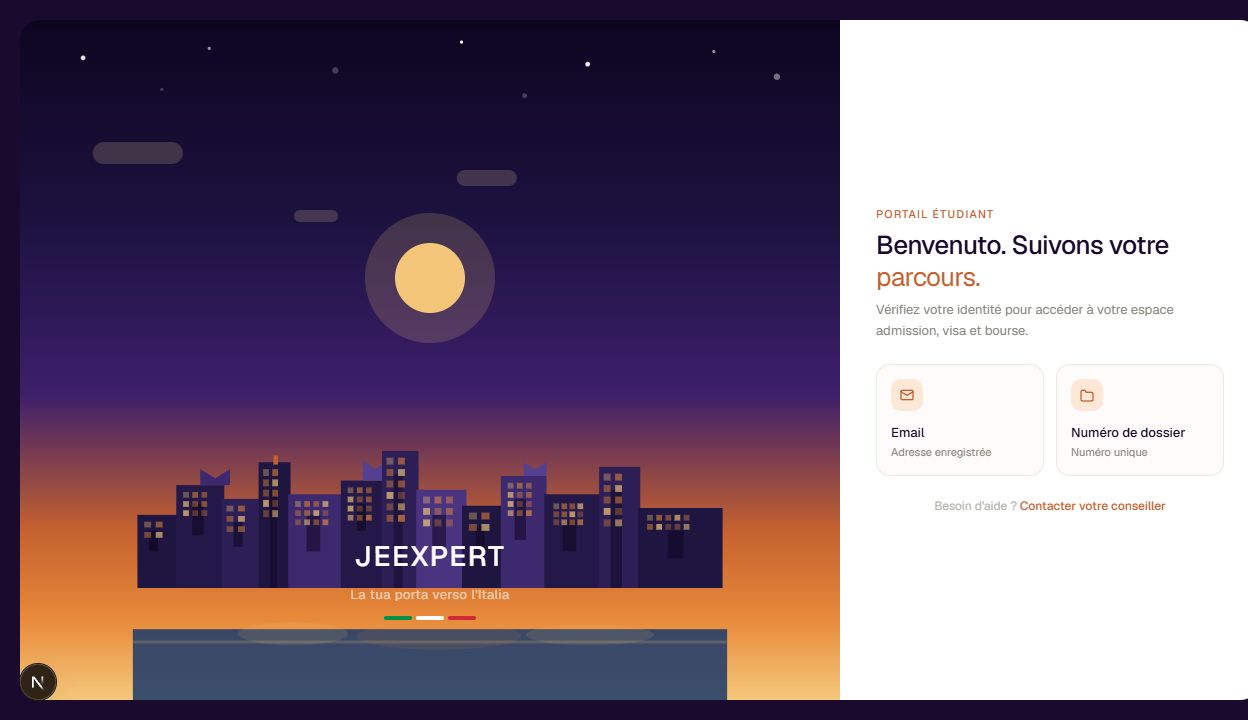 JEEXPERT
La tua porta verso l'Italia
N
PORTAIL ÉTUDIANT
Benvenuto. Suivons votre
parcours.
Vérifiez votre identité pour accéder à votre espace
admission, visa et bourse.
Email
Adresse enregistrée
Numéro de dossier
Numéro unique
Besoin d'aide ? Contacter votre conseiller